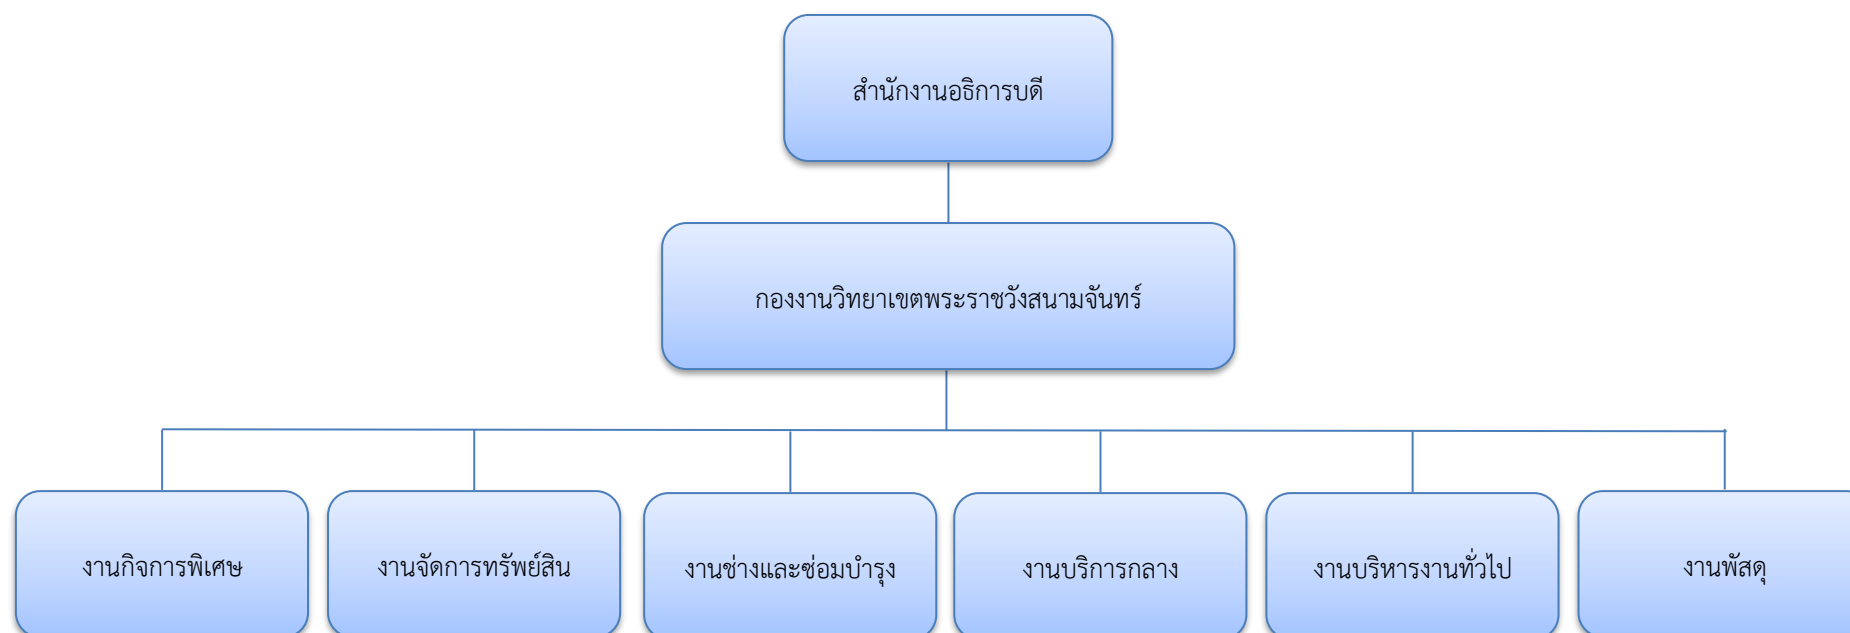 สำนักงานอธิการบดี
กองงานวิทยาเขตพระราชวังสนามจันทร์
งานกิจการพิเศษ
งานจัดการทรัพย์สิน
งานช่างและซ่อมบำรุง
งานบริการกลาง
งานบริหารงานทั่วไป
งานพัสดุ